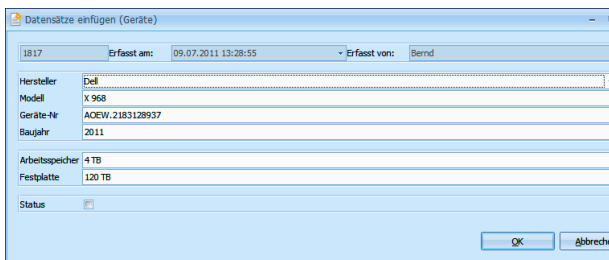 Datensätze einfügen (Geräte)
1817 Erfasst am: 09.07.2011 13:28:55 Erfasst von: Bernd
Hersteller Dell
Modell X 968
Geräte-Nr AOEW.2183128937
Baujahr 2011
Arbeitsspeicher 4 TB
Festplatte 120 TB
Status
OK Abbreche